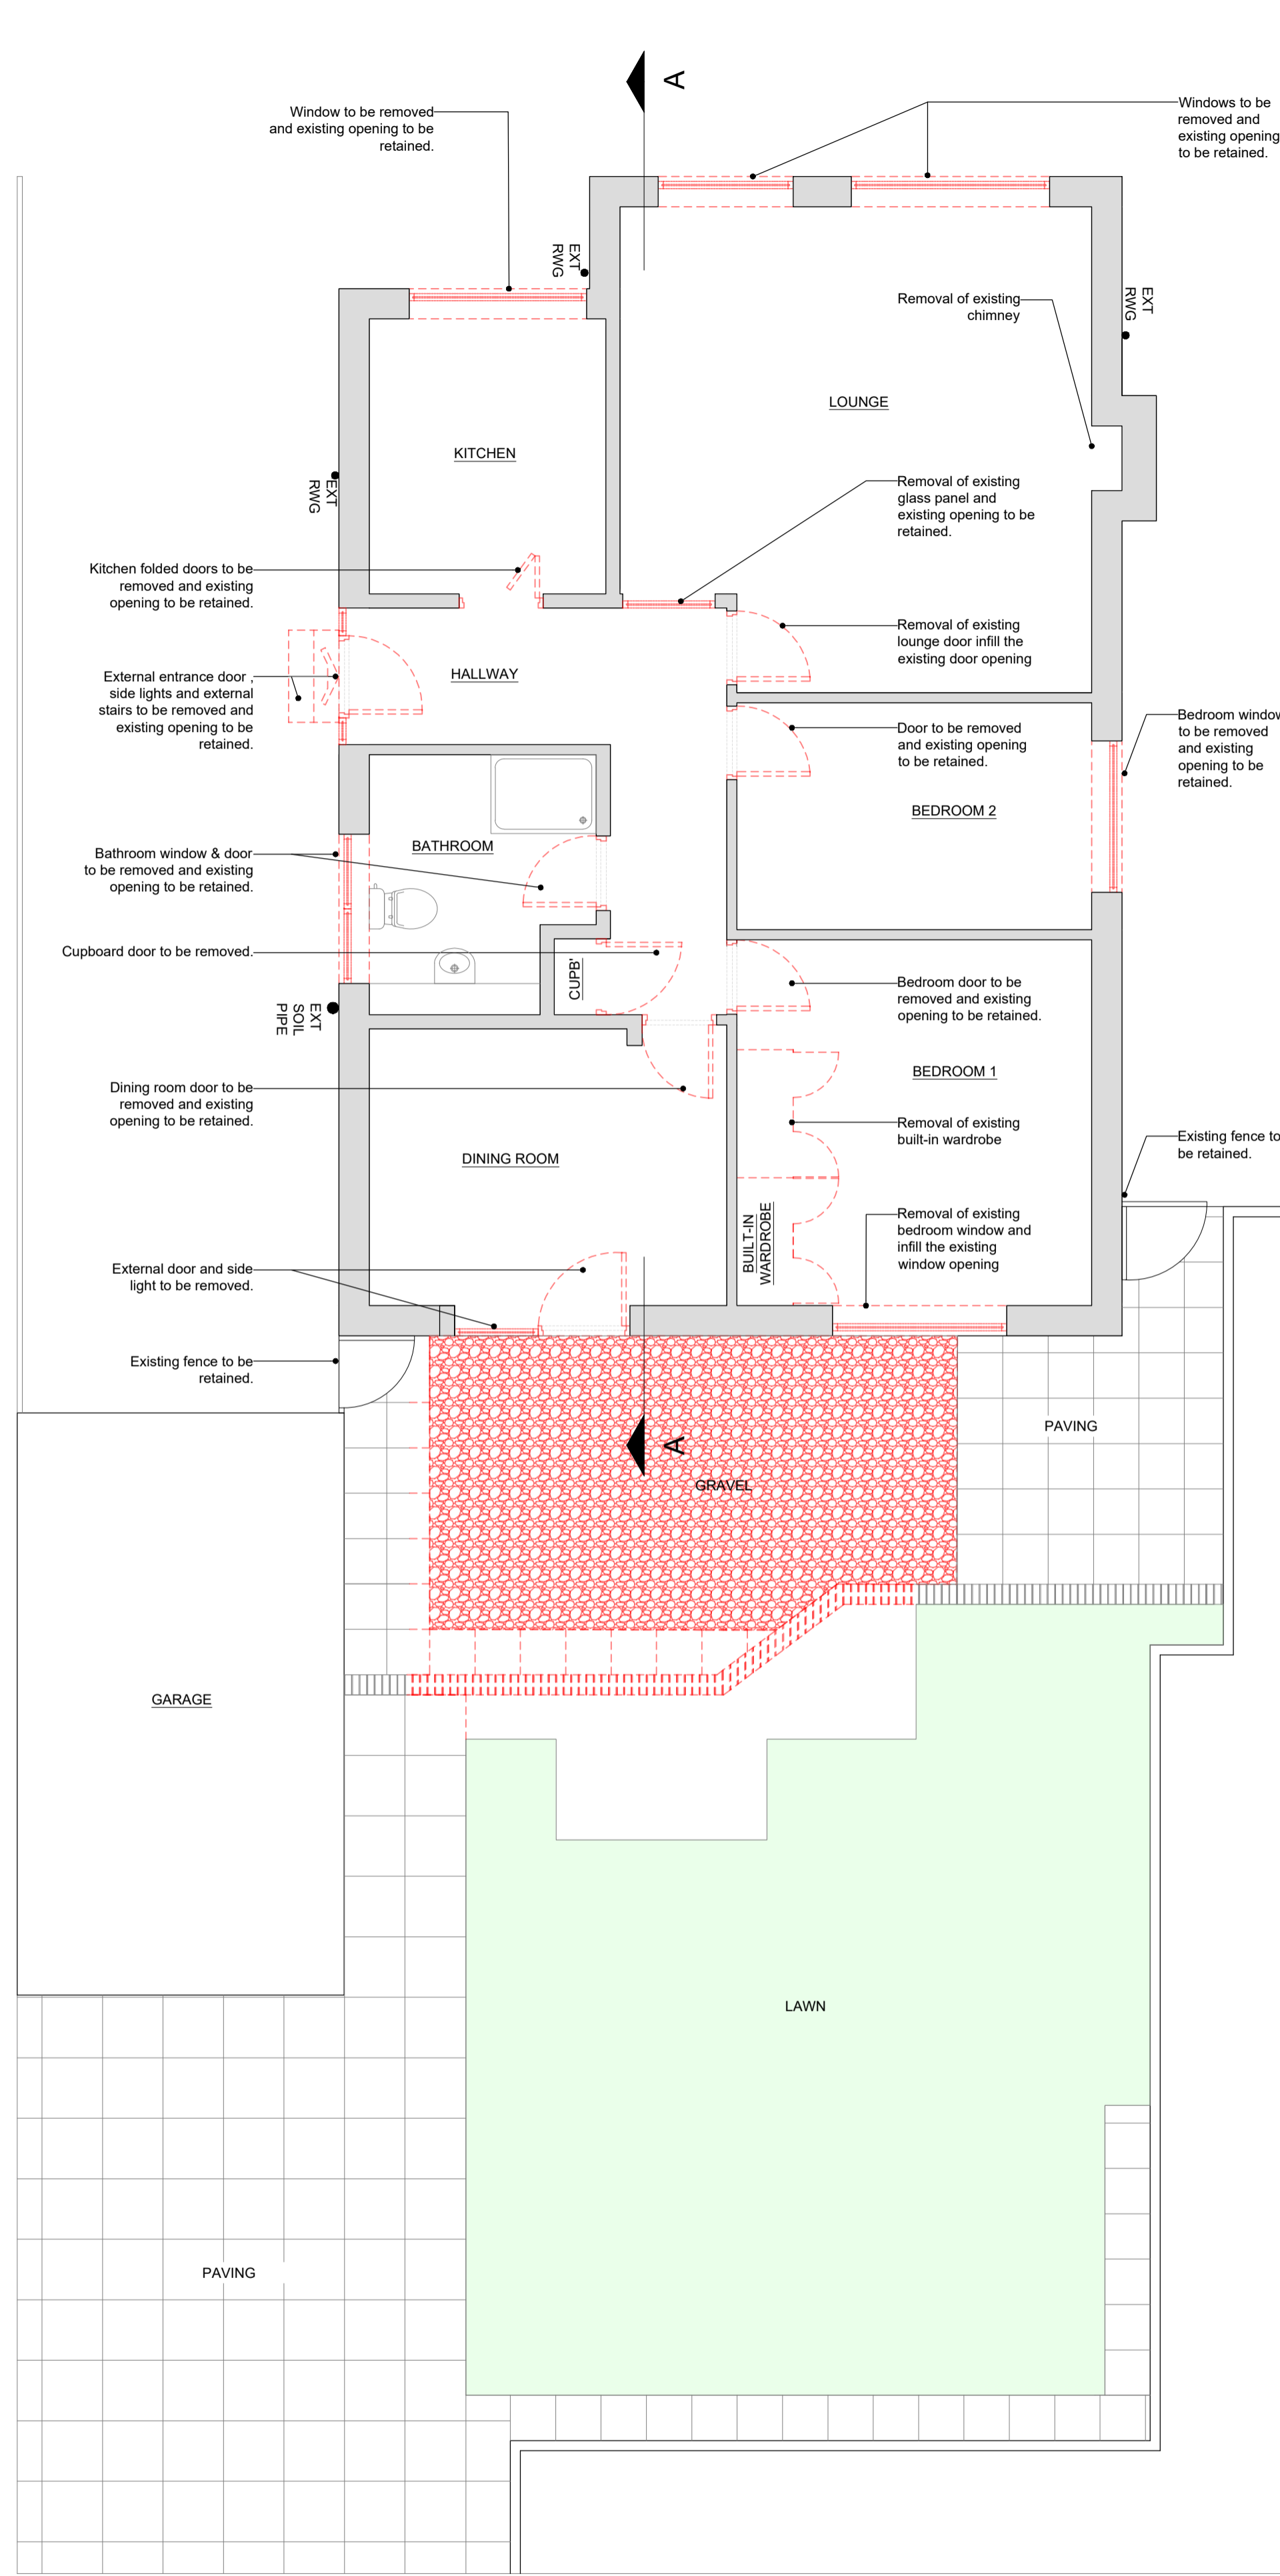 A
Window to be removed
and existing opening to be
retained.
Windows to be
removed and
existing opening
to be retained.
EXT
RWG
EXT
RWG
Removal of existing
chimney
LOUNGE
KITCHEN
EXT
RWG
Removal of existing
glass panel and
existing opening to be
retained.
Kitchen folded doors to be
removed and existing
opening to be retained.
Removal of existing
lounge door infill the
existing door opening
HALLWAY
External entrance door ,
side lights and external
stairs to be removed and
existing opening to be
retained.
Door to be removed
and existing opening
to be retained.
Bedroom window
to be removed
and existing
opening to be
retained.
BEDROOM 2
BATHROOM
Bathroom window & door
to be removed and existing
opening to be retained.
Cupboard door to be removed.
CUPB'
EXT
SOIL
PIPE
Bedroom door to be
removed and existing
opening to be retained.
BEDROOM 1
Dining room door to be
removed and existing
opening to be retained.
Removal of existing
built-in wardrobe
Existing fence to
be retained.
DINING ROOM
BUILT-IN
WARDROBE
Removal of existing
bedroom window and
infill the existing
window opening
External door and side
light to be removed.
Existing fence to be
retained.
PAVING
A
GRAVEL
GARAGE
LAWN
PAVING